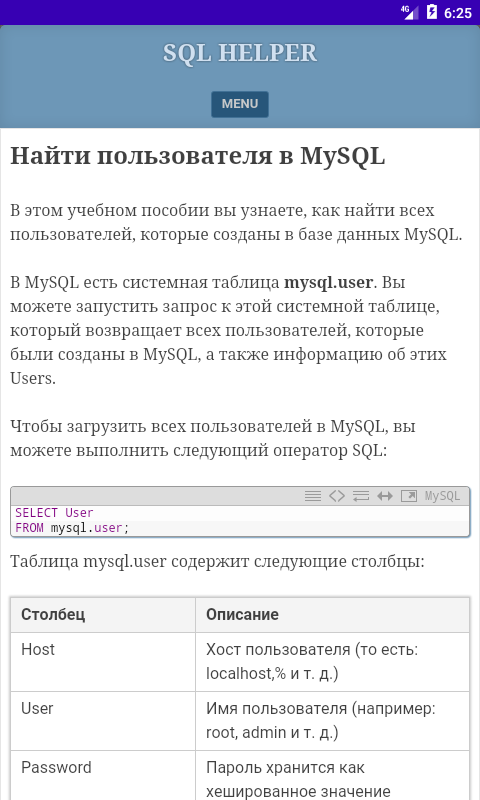 4G 6:25
SQL HELPER
MENU
Найти пользователя в MySQL
В этом учебном пособии вы узнаете, как найти всех
пользователей, которые созданы в базе данных MySQL.
В MySQL есть системная таблица mysql.user. Вы
можете запустить запрос к этой системной таблице,
который возвращает всех пользователей, которые
были созданы в MySQL, а также информацию об этих
Users.
Чтобы загрузить всех пользователей в MySQL, вы
можете выполнить следующий оператор SQL:
MySQL
SELECT User
FROM mysql.user;
Таблица mysql.user содержит следующие столбцы:
Столбец Описание
Host Хост пользователя (то есть:
localhost,% и т. д.)
User Имя пользователя (например:
root, admin и т. д.)
Password Пароль хранится как
хешированное значение